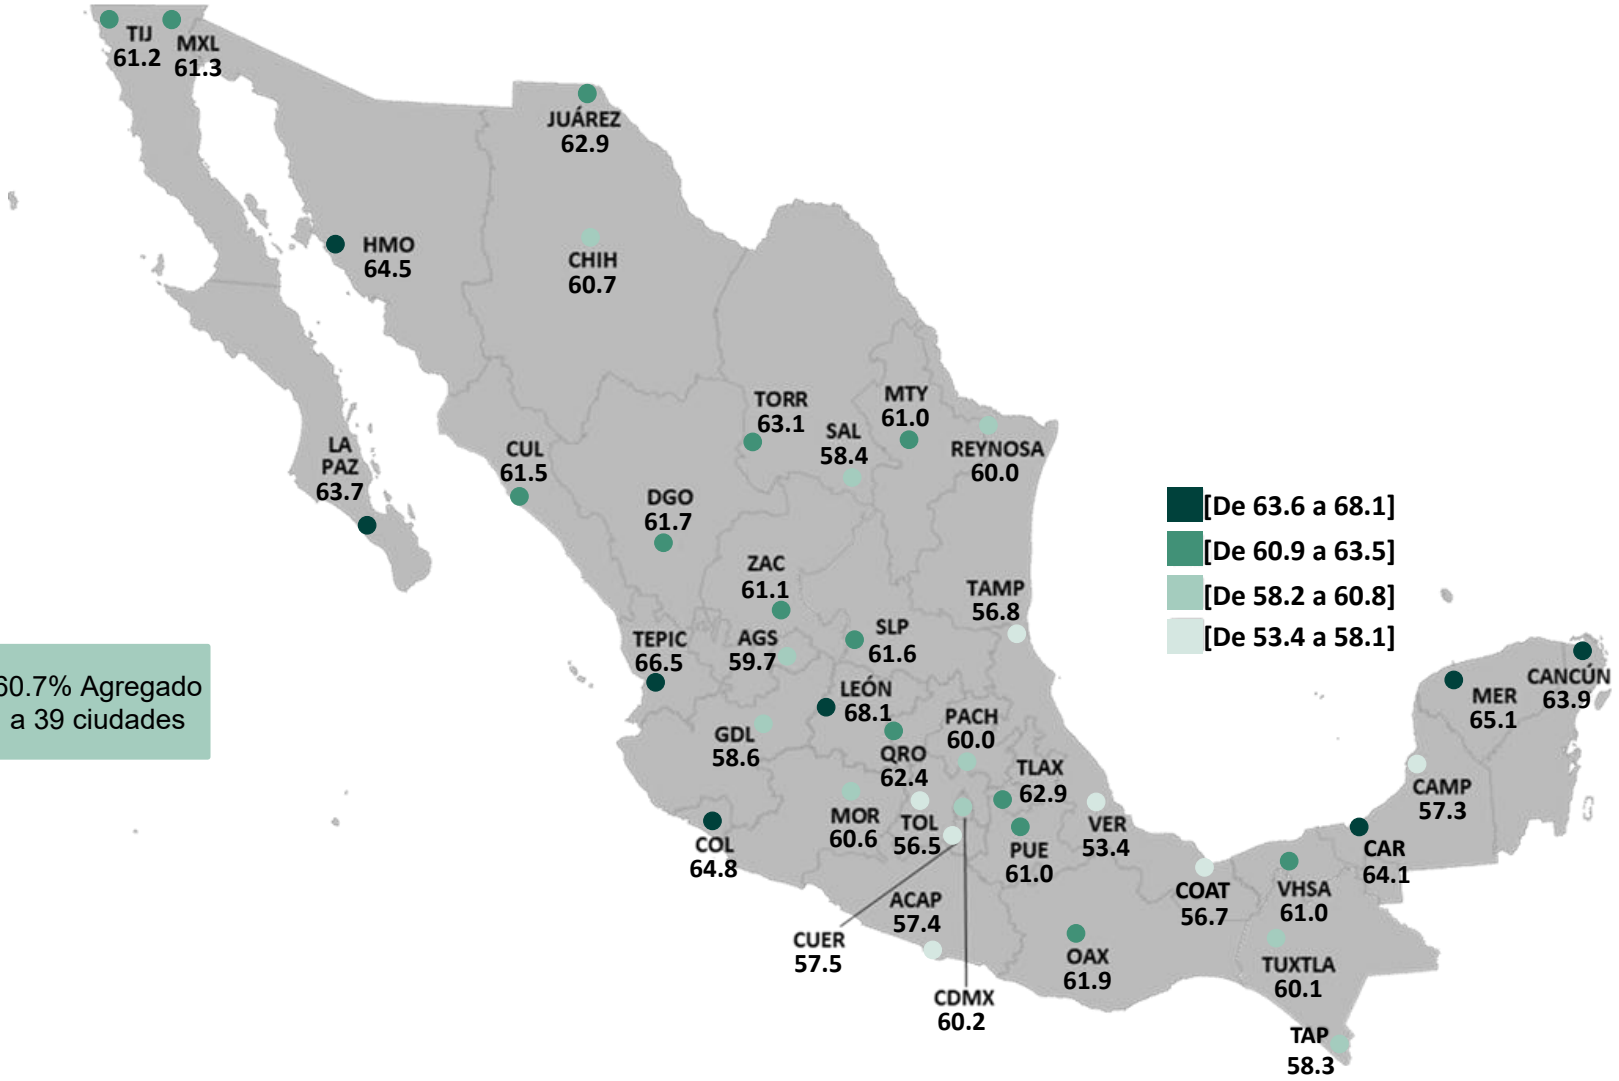 TIJ
61.2
MXL
61.3
JUÁREZ
62.9
HMO
64.5
CHIH
60.7
TORR
63.1
MTY
61.0
SAL
58.4
REYNOSA
60.0
LA
PAZ
63.7
CUL
61.5
DGO
61.7
[De 63.6 a 68.1]
[De 60.9 a 63.5]
[De 58.2 a 60.8]
[De 53.4 a 58.1]
ZAC
61.1
TAMP
56.8
TEPIC
66.5
AGS
59.7
SLP
61.6
60.7% Agregado
a 39 ciudades
LEÓN
68.1
CANCÚN
63.9
MER
65.1
GDL
58.6
PACH
60.0
QRO
62.4
TLAX
62.9
CAMP
57.3
MOR
60.6
TOL
56.5
VER
53.4
COL
64.8
PUE
61.0
CAR
64.1
COAT
56.7
VHSA
61.0
ACAP
57.4
CUER
57.5
OAX
61.9
TUXTLA
60.1
CDMX
60.2
TAP
58.3